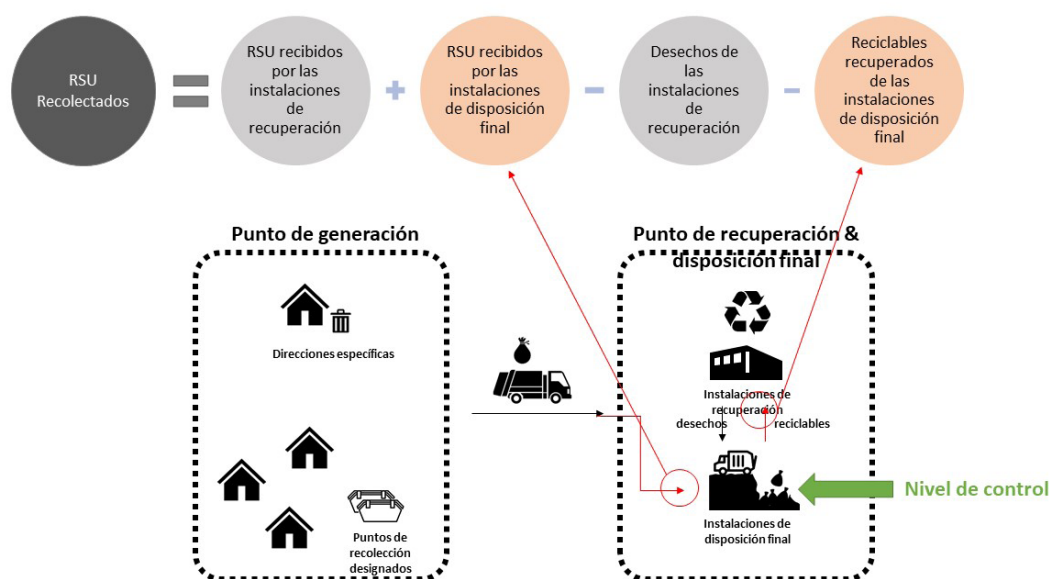 RSU
Recolectados
RSU recibidos
por las
instalaciones
de
recuperación
RSU recibidos
por las
instalaciones
de disposición
final
Desechos de
las
instalaciones
de
recuperación
Reciclables
recuperados
de las
instalaciones
de disposición
final
Punto de generación
Direcciones específicas
Puntos de
recolección
designados
Punto de recuperación &
disposición final
Instalaciones de
recuperación
desechos
reciclables
Instalaciones de
disposición final
Nivel de control